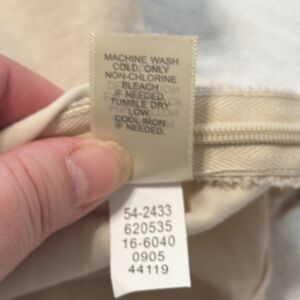 MACHINE WASH
COLD, ONLY
NON-CHLORINE
BLEACH
IF NEEDED.
TUMBLE DRY
LOW.
COOL IRON
IF NEEDED.
54-2433
620535
16-6040
0905
44119